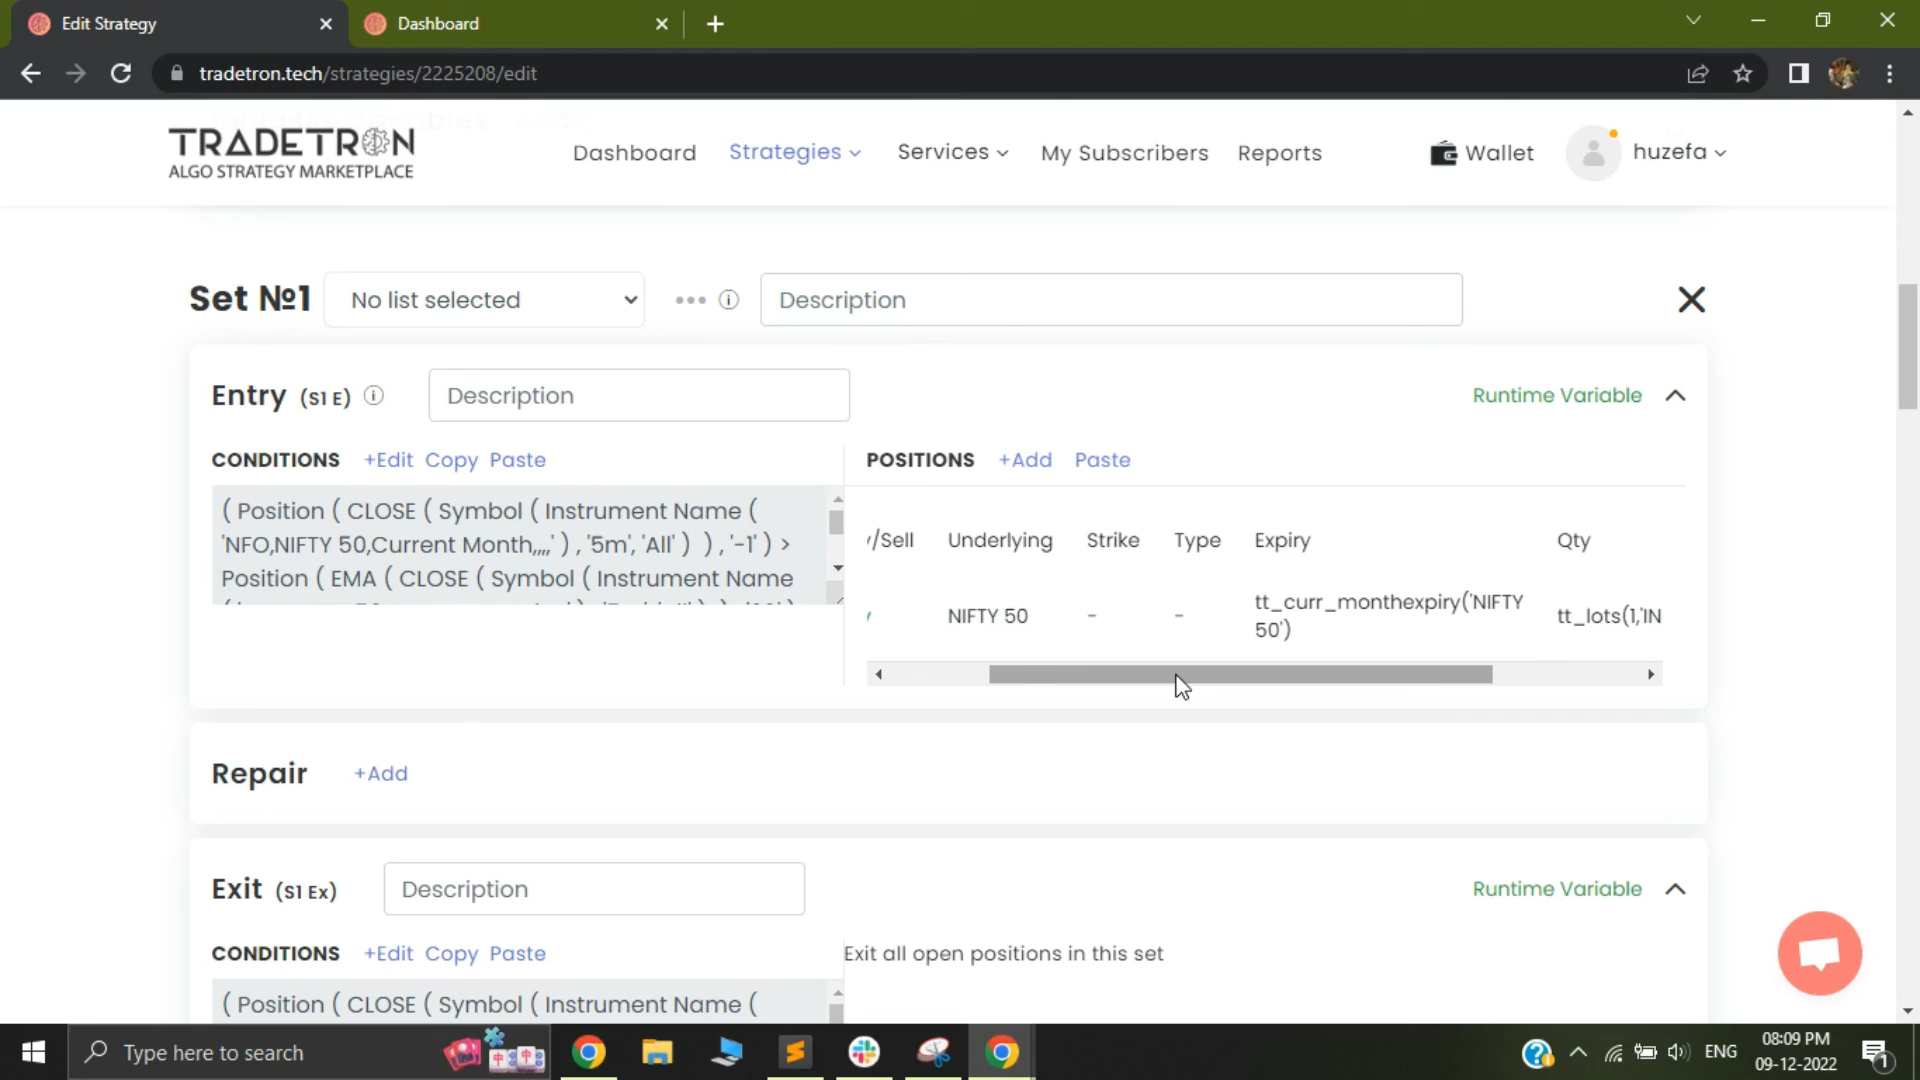 Edit Strategy
Dashboard
tradetron.tech/strategies/2225208/edit
TRADETRON
ALGO STRATEGY MARKETPLACE
Dashboard
Strategies
Services
My Subscribers
Reports
Wallet
huzefa
Set №1
No list selected
Description
Entry (S1 E)
Description
Runtime Variable
CONDITIONS +Edit Copy Paste
POSITIONS +Add Paste
( Position ( CLOSE ( Symbol ( Instrument Name (
'NFO,NIFTY 50,Current Month,,,,' ) , '5m', 'All' ) ) , '-1' ) >
Position ( EMA ( CLOSE ( Symbol ( Instrument Name
/Sell Underlying Strike Type Expiry Qty
NIFTY 50 - - tt_curr_monthexpiry('NIFTY
50') tt_lots(1,'IN
Repair +Add
Exit (S1 Ex)
Description
Runtime Variable
CONDITIONS +Edit Copy Paste
Exit all open positions in this set
( Position ( CLOSE ( Symbol ( Instrument Name (
Type here to search
ENG
08:09 PM
09-12-2022
1